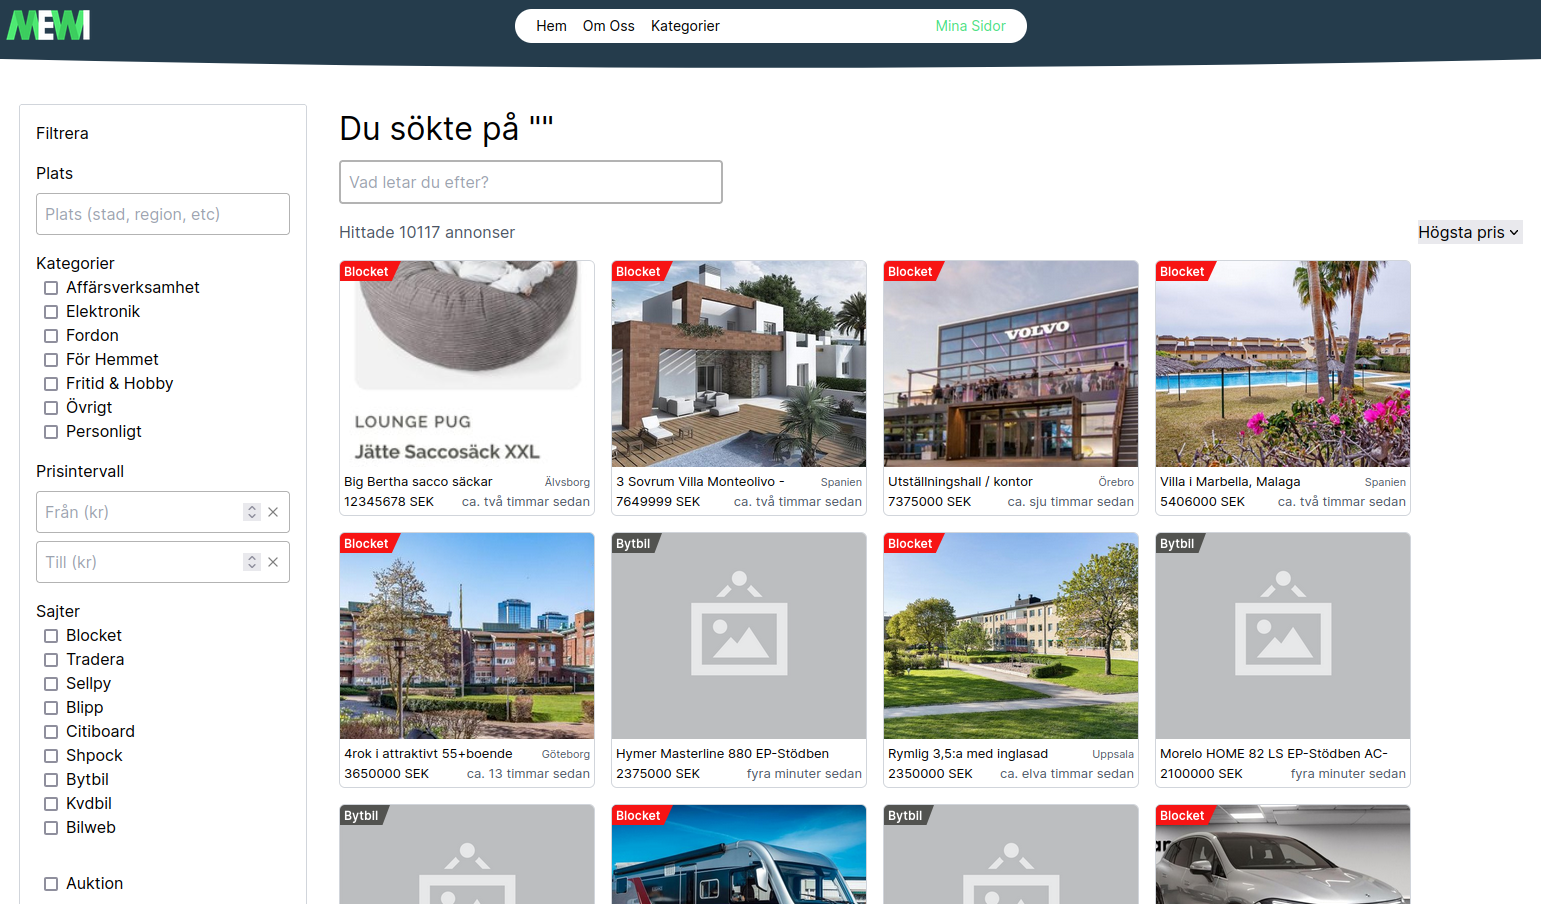 MEWI
Hem Om Oss Kategorier Mina Sidor
Filtrera
Plats
Plats (stad, region, etc)
Kategorier
Affärsverksamhet
Elektronik
Fordon
För Hemmet
Fritid & Hobby
Övrigt
Personligt
Prisintervall
Från (kr)
Till (kr)
Sajter
Blocket
Tradera
Sellpy
Blipp
Citiboard
Shpock
Bytbil
Kvdbil
Bilweb
Auktion
Du sökte på ""
Vad letar du efter?
Hittade 10117 annonser
Högsta pris
Blocket
LOUNGE PUG
Jätte Saccosäck XXL
Big Bertha sacco säckar Älvsborg
12345678 SEK ca. två timmar sedan
Blocket
3 Sovrum Villa Monteolivo - Spanien
7649999 SEK ca. två timmar sedan
Blocket
VOLVO
Utställningshall / kontor Örebro
7375000 SEK ca. sju timmar sedan
Blocket
Villa i Marbella, Malaga Spanien
5406000 SEK ca. två timmar sedan
Blocket
4rok i attraktivt 55+boende Göteborg
3650000 SEK ca. 13 timmar sedan
Bytbil
Hymer Masterline 880 EP-Stödben
2375000 SEK fyra minuter sedan
Blocket
Rymlig 3,5:a med inglasad Uppsala
2350000 SEK ca. elva timmar sedan
Bytbil
Morelo HOME 82 LS EP-Stödben AC-
2100000 SEK fyra minuter sedan
Bytbil
Blocket
Bytbil
Blocket